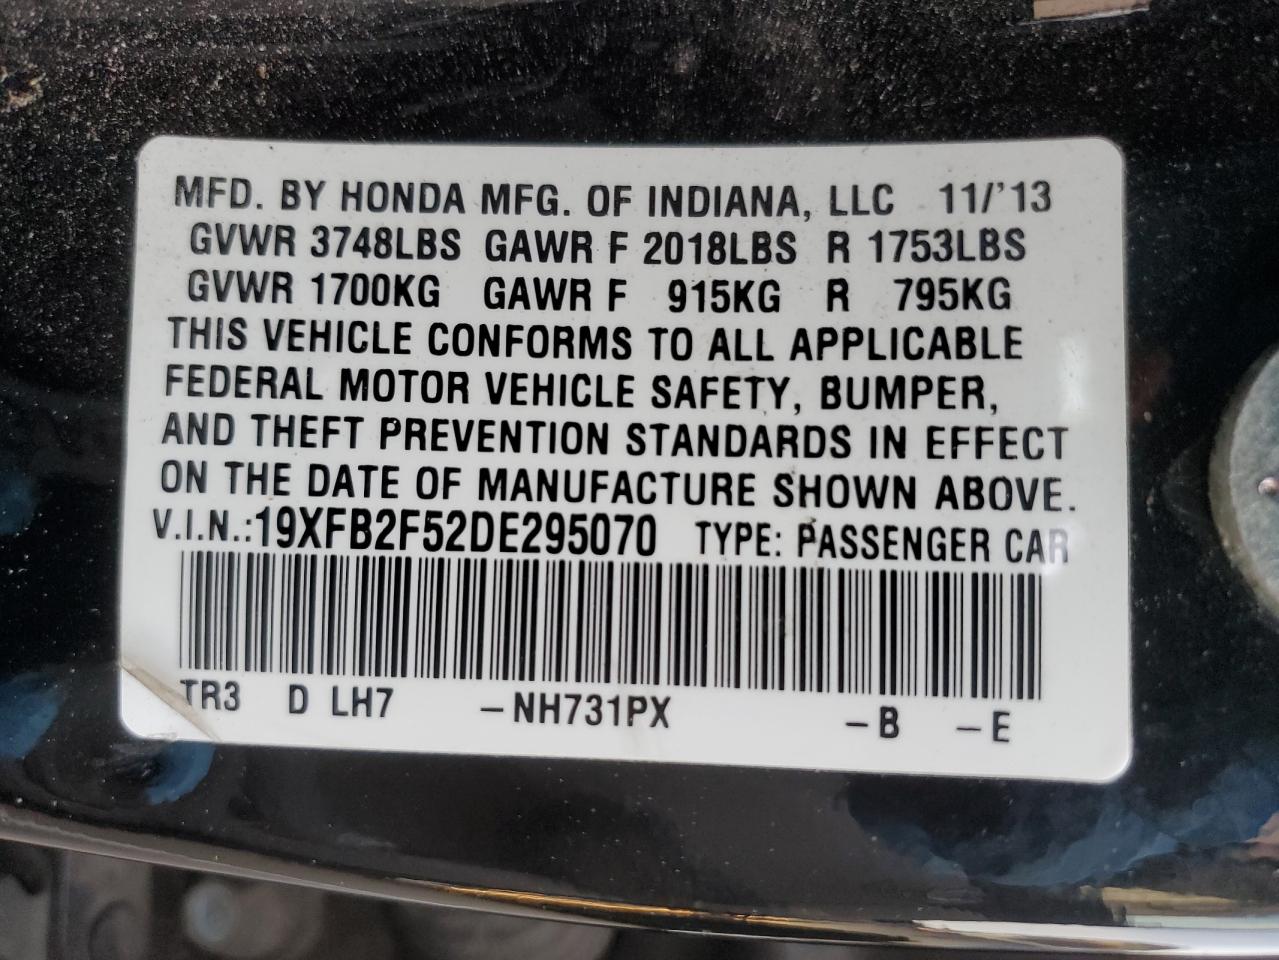 MFD. BY HONDA MFG. OF INDIANA, LLC 11/'13
GVWR 3748LBS GAWR F 2018LBS R 1753LBS
GVWR 1700KG GAWR F 915KG R 795KG
THIS VEHICLE CONFORMS TO ALL APPLICABLE
FEDERAL MOTOR VEHICLE SAFETY, BUMPER,
AND THEFT PREVENTION STANDARDS IN EFFECT
ON THE DATE OF MANUFACTURE SHOWN ABOVE.
V.I.N.:19XFB2F52DE295070 TYPE: PASSENGER CAR
TR3 D LH7 –NH731PX –B –E